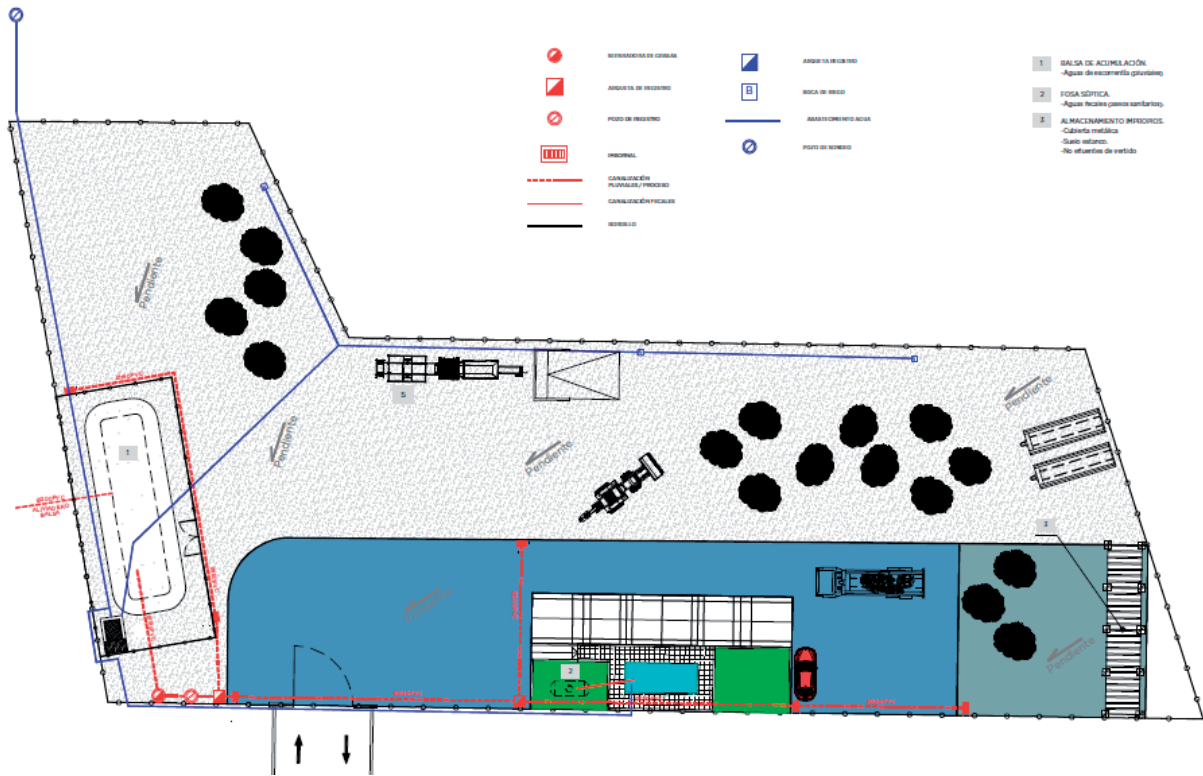 ARQUETA DE REGISTRO
POZO DE REGISTRO
IMBORNAL
CANALIZACIÓN
PLUVIALES/ PROCESO
CANALIZACIÓN FECALES
BORDILLO
ARQUETA REGISTRO
B
BOCA DE RIEGO
ABASTECIMIENTO AGUA
POZO DE BOMBEO
1
BALSA DE ACUMULACIÓN.
-Aguas de escorrentía (pluviales)
2
FOSA SÉPTICA.
-Aguas fecales (aseos sanitarios).
3
ALMACENAMIENTO IMPROPIOS.
-Cubierta metálica
-Suelo estanco.
-No efluentes de vertido
Pendiente
Pendiente
Pendiente
Pendiente
Pendiente
Pendiente
5
1
ALIVIADERO
BALSA
3
2